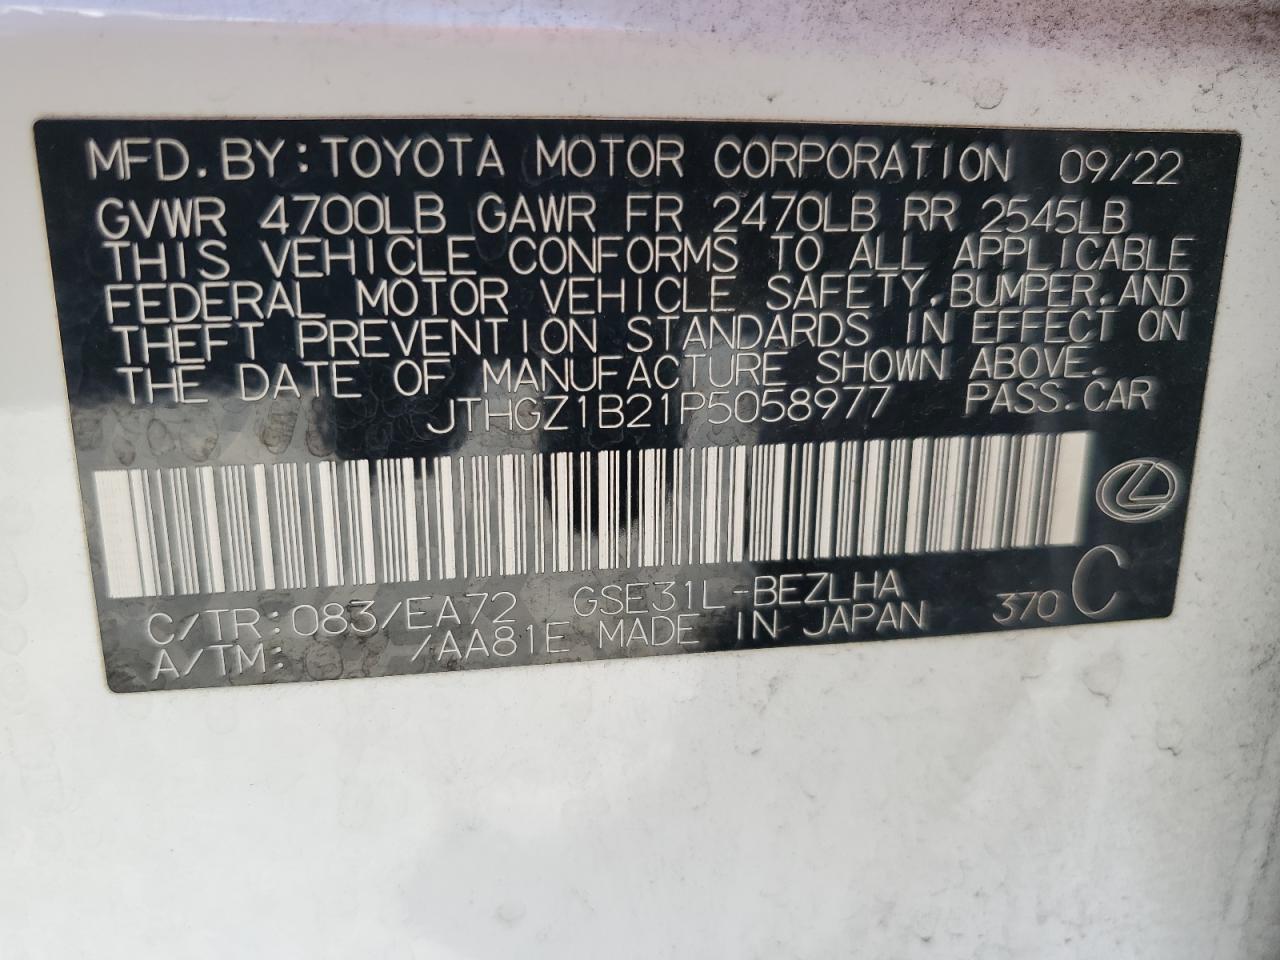 MFD.BY:TOYOTA MOTOR CORPORATION 09/22
GVWR 4700LB GAWR FR 2470LB RR 2545LB
THIS VEHICLE CONFORMS TO ALL APPLICABLE
FEDERAL MOTOR VEHICLE SAFETY,BUMPER,AND
THEFT PREVENTION STANDARDS IN EFFECT ON
THE DATE OF MANUFACTURE SHOWN ABOVE.
JTHGZ1B21P5058977 PASS.CAR
C/TR:083/EA72 GSE31L-BEZLHA
A/TM: /AA81E MADE IN JAPAN 370 C